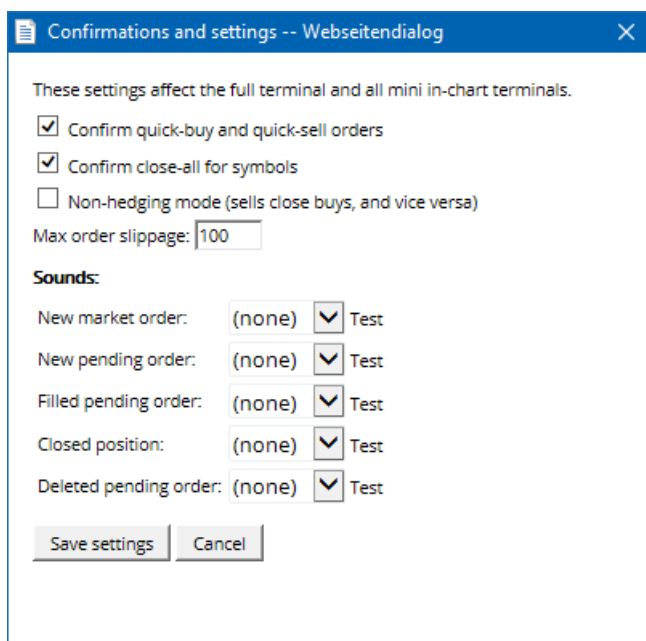 Confirmations and settings -- Webseitendialog
These settings affect the full terminal and all mini in-chart terminals.
Confirm quick-buy and quick-sell orders
Confirm close-all for symbols
Non-hedging mode (sells close buys, and vice versa)
Max order slippage: 100
Sounds:
New market order: (none) Test
New pending order: (none) Test
Filled pending order: (none) Test
Closed position: (none) Test
Deleted pending order: (none) Test
Save settings Cancel